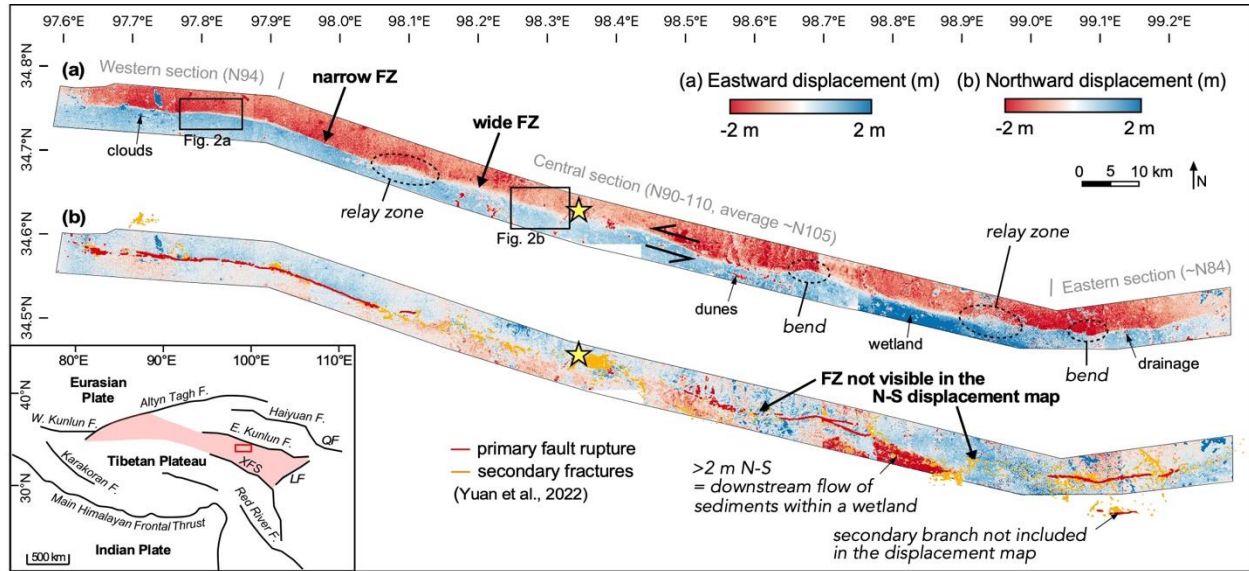 97.6°E 97.7°E 97.8°E 97.9°E 98.0°E 98.1°E 98.2°E 98.3°E 98.4°E 98.5°E 98.6°E 98.7°E 98.8°E 98.9°E 99.0°E 99.1°E 99.2°E
34.8°N
34.7°N
34.6°N
34.5°N
(a)
Western section (N94)
narrow FZ
(a) Eastward displacement (m)
-2 m 2 m
(b) Northward displacement (m)
-2 m 2 m
0 5 10 km
N
clouds
Fig. 2a
wide FZ
relay zone
Fig. 2b
Central section (N90-110, average ~N105)
relay zone
Eastern section (~N84)
dunes
bend
wetland
bend
drainage
(b)
FZ not visible in the
N-S displacement map
primary fault rupture
secondary fractures
(Yuan et al., 2022)
>2 m N-S
= downstream flow of
sediments within a wetland
secondary branch not included
in the displacement map
80°E 90°E 100°E 110°E
40°N
30°N
Eurasian
Plate
Altyn Tagh F.
Haiyuan F.
W. Kunlun F.
E. Kunlun F.
QF
Tibetan Plateau
XFS
LF
Karakoran F.
Red River F.
Main Himalayan Frontal Thrust
Indian Plate
500 km